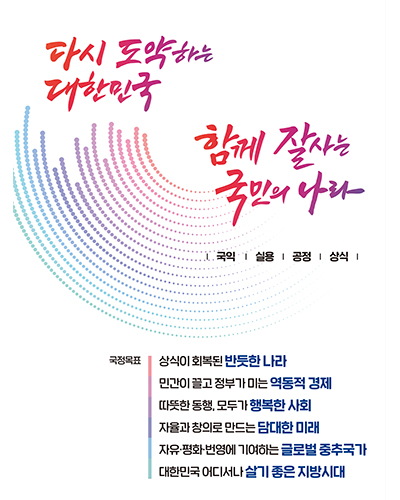 다시 도약하는
대한민국
함께 잘사는
국민의 나라
국익 | 실용 | 공정 | 상식
국정목표
상식이 회복된 반듯한 나라
민간이 끌고 정부가 미는 역동적 경제
따뜻한 동행, 모두가 행복한 사회
자율과 창의로 만드는 담대한 미래
자유·평화·번영에 기여하는 글로벌 중추국가
대한민국 어디서나 살기 좋은 지방시대